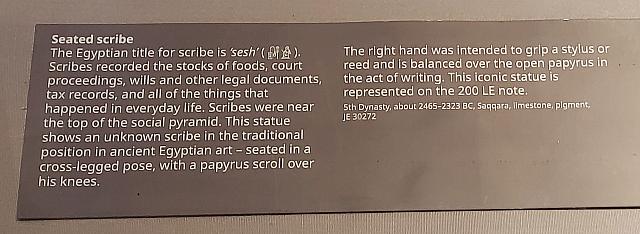 Seated scribe
The Egyptian title for scribe is ‘sesh’ (𓏞𓀀).
Scribes recorded the stocks of foods, court
proceedings, wills and other legal documents,
tax records, and all of the things that
happened in everyday life. Scribes were near
the top of the social pyramid. This statue
shows an unknown scribe in the traditional
position in ancient Egyptian art – seated in a
cross-legged pose, with a papyrus scroll over
his knees.
The right hand was intended to grip a stylus or
reed and is balanced over the open papyrus in
the act of writing. This iconic statue is
represented on the 200 LE note.
5th Dynasty, about 2465–2323 BC, Saqqara, limestone, pigment,
JE 30272